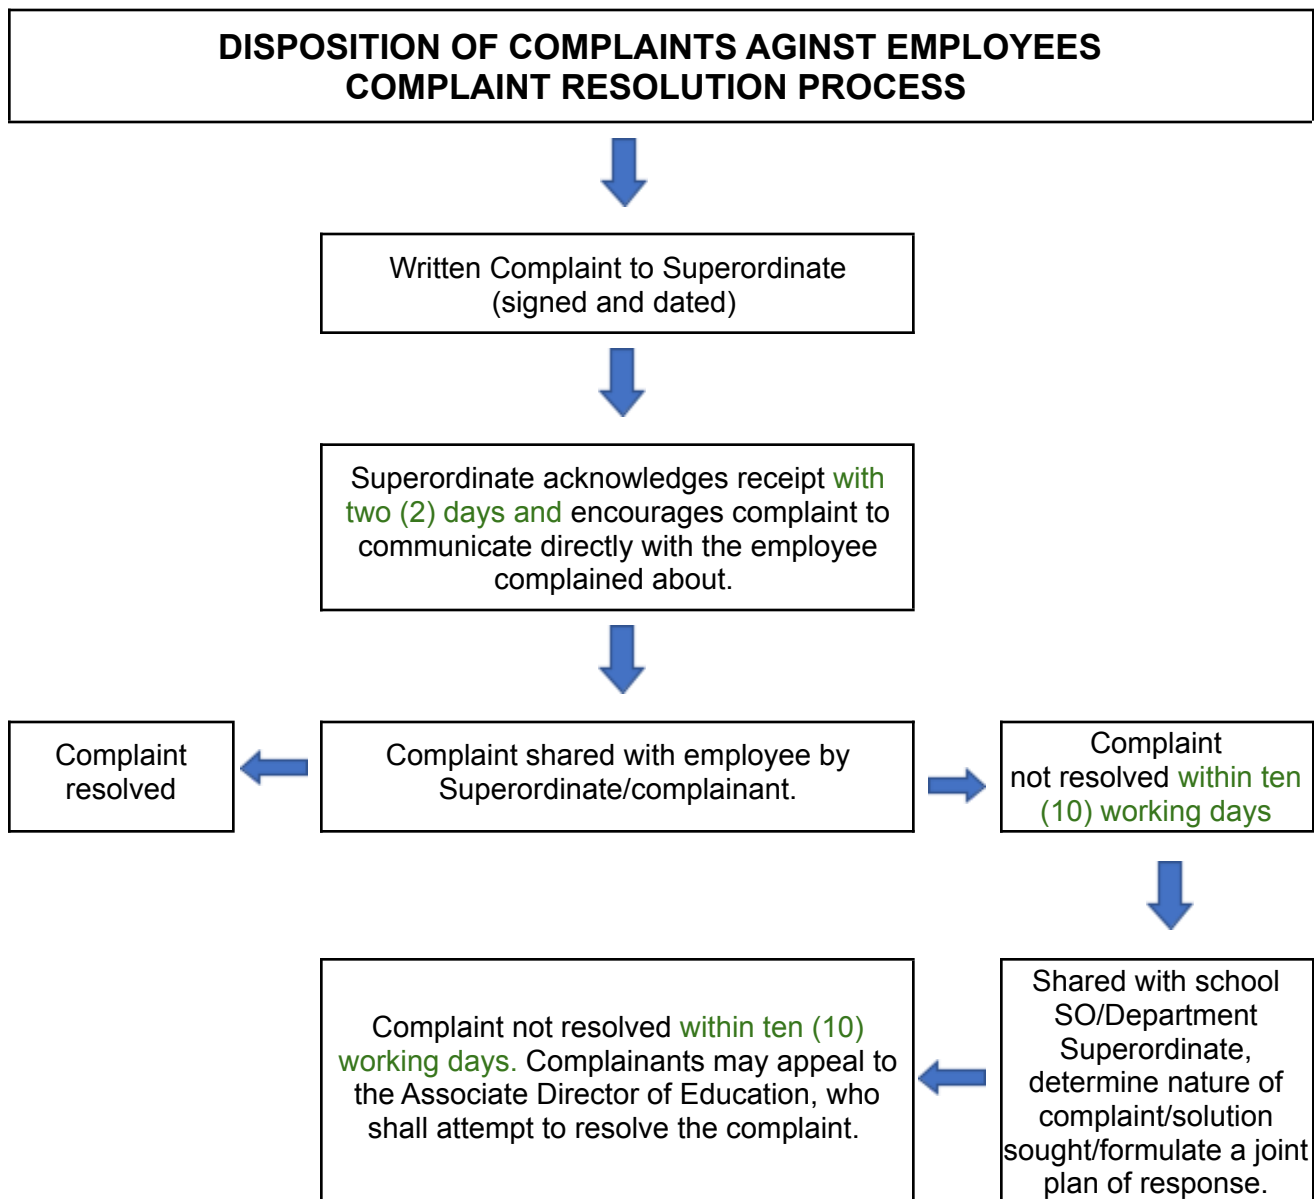 DISPOSITION OF COMPLAINTS AGINST EMPLOYEES
COMPLAINT RESOLUTION PROCESS
Written Complaint to Superordinate
(signed and dated)
Superordinate acknowledges receipt with
two (2) days and encourages complaint to
communicate directly with the employee
complained about.
Complaint
resolved
Complaint shared with employee by
Superordinate/complainant.
Complaint
not resolved within ten
(10) working days
Shared with school
SO/Department
Superordinate,
determine nature of
complaint/solution
sought/formulate a joint
plan of response.
Complaint not resolved within ten (10)
working days. Complainants may appeal to
the Associate Director of Education, who
shall attempt to resolve the complaint.